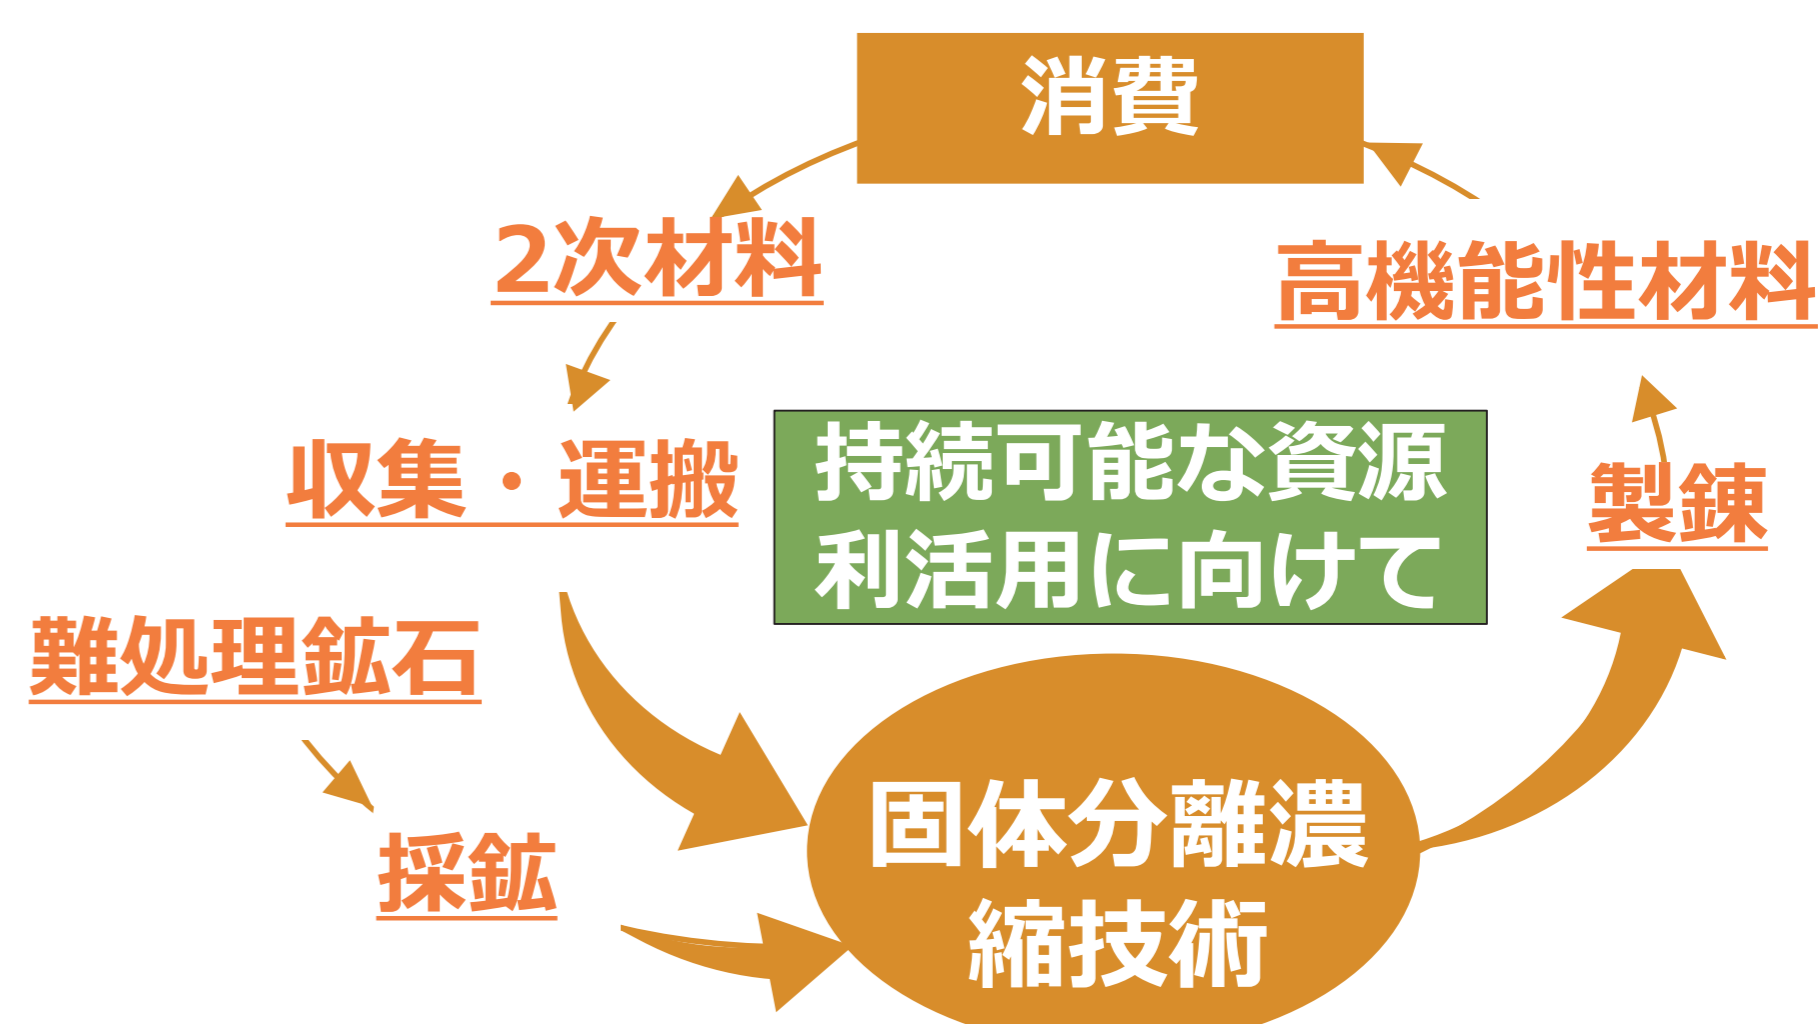 消費
2次材料
高機能性材料
収集・運搬
持続可能な資源
利活用に向けて
製錬
難処理鉱石
採鉱
固体分離濃
縮技術